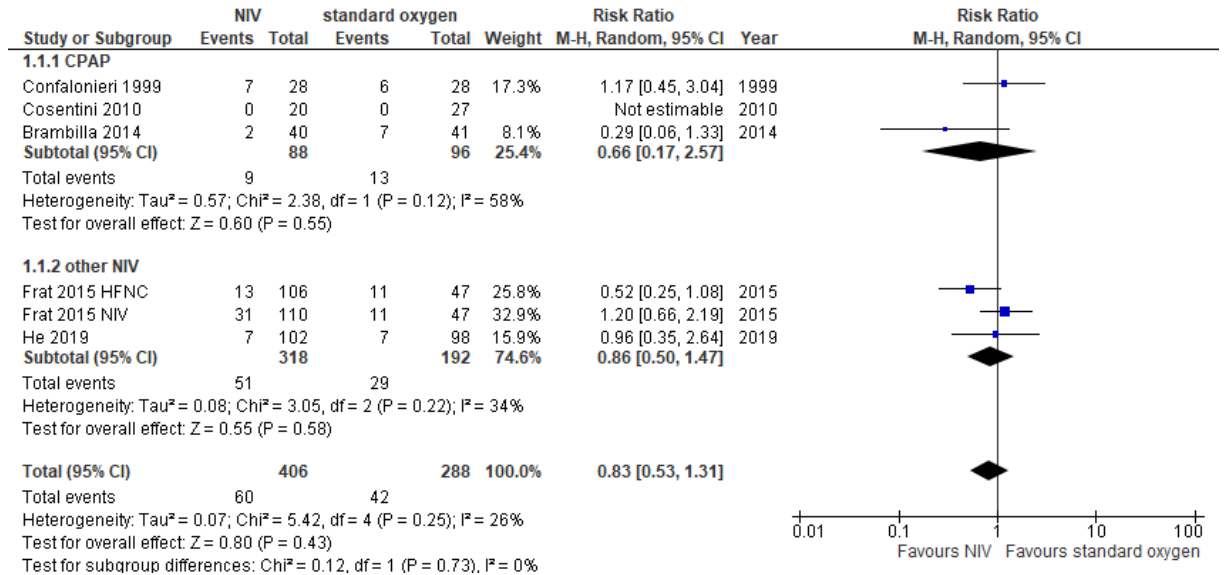 NIV standard oxygen Risk Ratio Risk Ratio
Study or Subgroup Events Total Events Total Weight M-H, Random, 95% CI Year M-H, Random, 95% CI
1.1.1 CPAP
Confalonieri 1999 7 28 6 28 17.3% 1.17 [0.45, 3.04] 1999
Cosentini 2010 0 20 0 27 Not estimable 2010
Brambilla 2014 2 40 7 41 8.1% 0.29 [0.06, 1.33] 2014
Subtotal (95% CI) 88 96 25.4% 0.66 [0.17, 2.57]
Total events 9 13
Heterogeneity: Tau² = 0.57; Chi² = 2.38, df = 1 (P = 0.12); I² = 58%
Test for overall effect: Z = 0.60 (P = 0.55)
1.1.2 other NIV
Frat 2015 HFNC 13 106 11 47 25.8% 0.52 [0.25, 1.08] 2015
Frat 2015 NIV 31 110 11 47 32.9% 1.20 [0.66, 2.19] 2015
He 2019 7 102 7 98 15.9% 0.96 [0.35, 2.64] 2019
Subtotal (95% CI) 318 192 74.6% 0.86 [0.50, 1.47]
Total events 51 29
Heterogeneity: Tau² = 0.08; Chi² = 3.05, df = 2 (P = 0.22); I² = 34%
Test for overall effect: Z = 0.55 (P = 0.58)
Total (95% CI) 406 288 100.0% 0.83 [0.53, 1.31]
Total events 60 42
Heterogeneity: Tau² = 0.07; Chi² = 5.42, df = 4 (P = 0.25); I² = 26%
Test for overall effect: Z = 0.80 (P = 0.43)
Test for subgroup differences: Chi² = 0.12, df = 1 (P = 0.73), I² = 0%
0.01 0.1 1 10 100
Favours NIV Favours standard oxygen